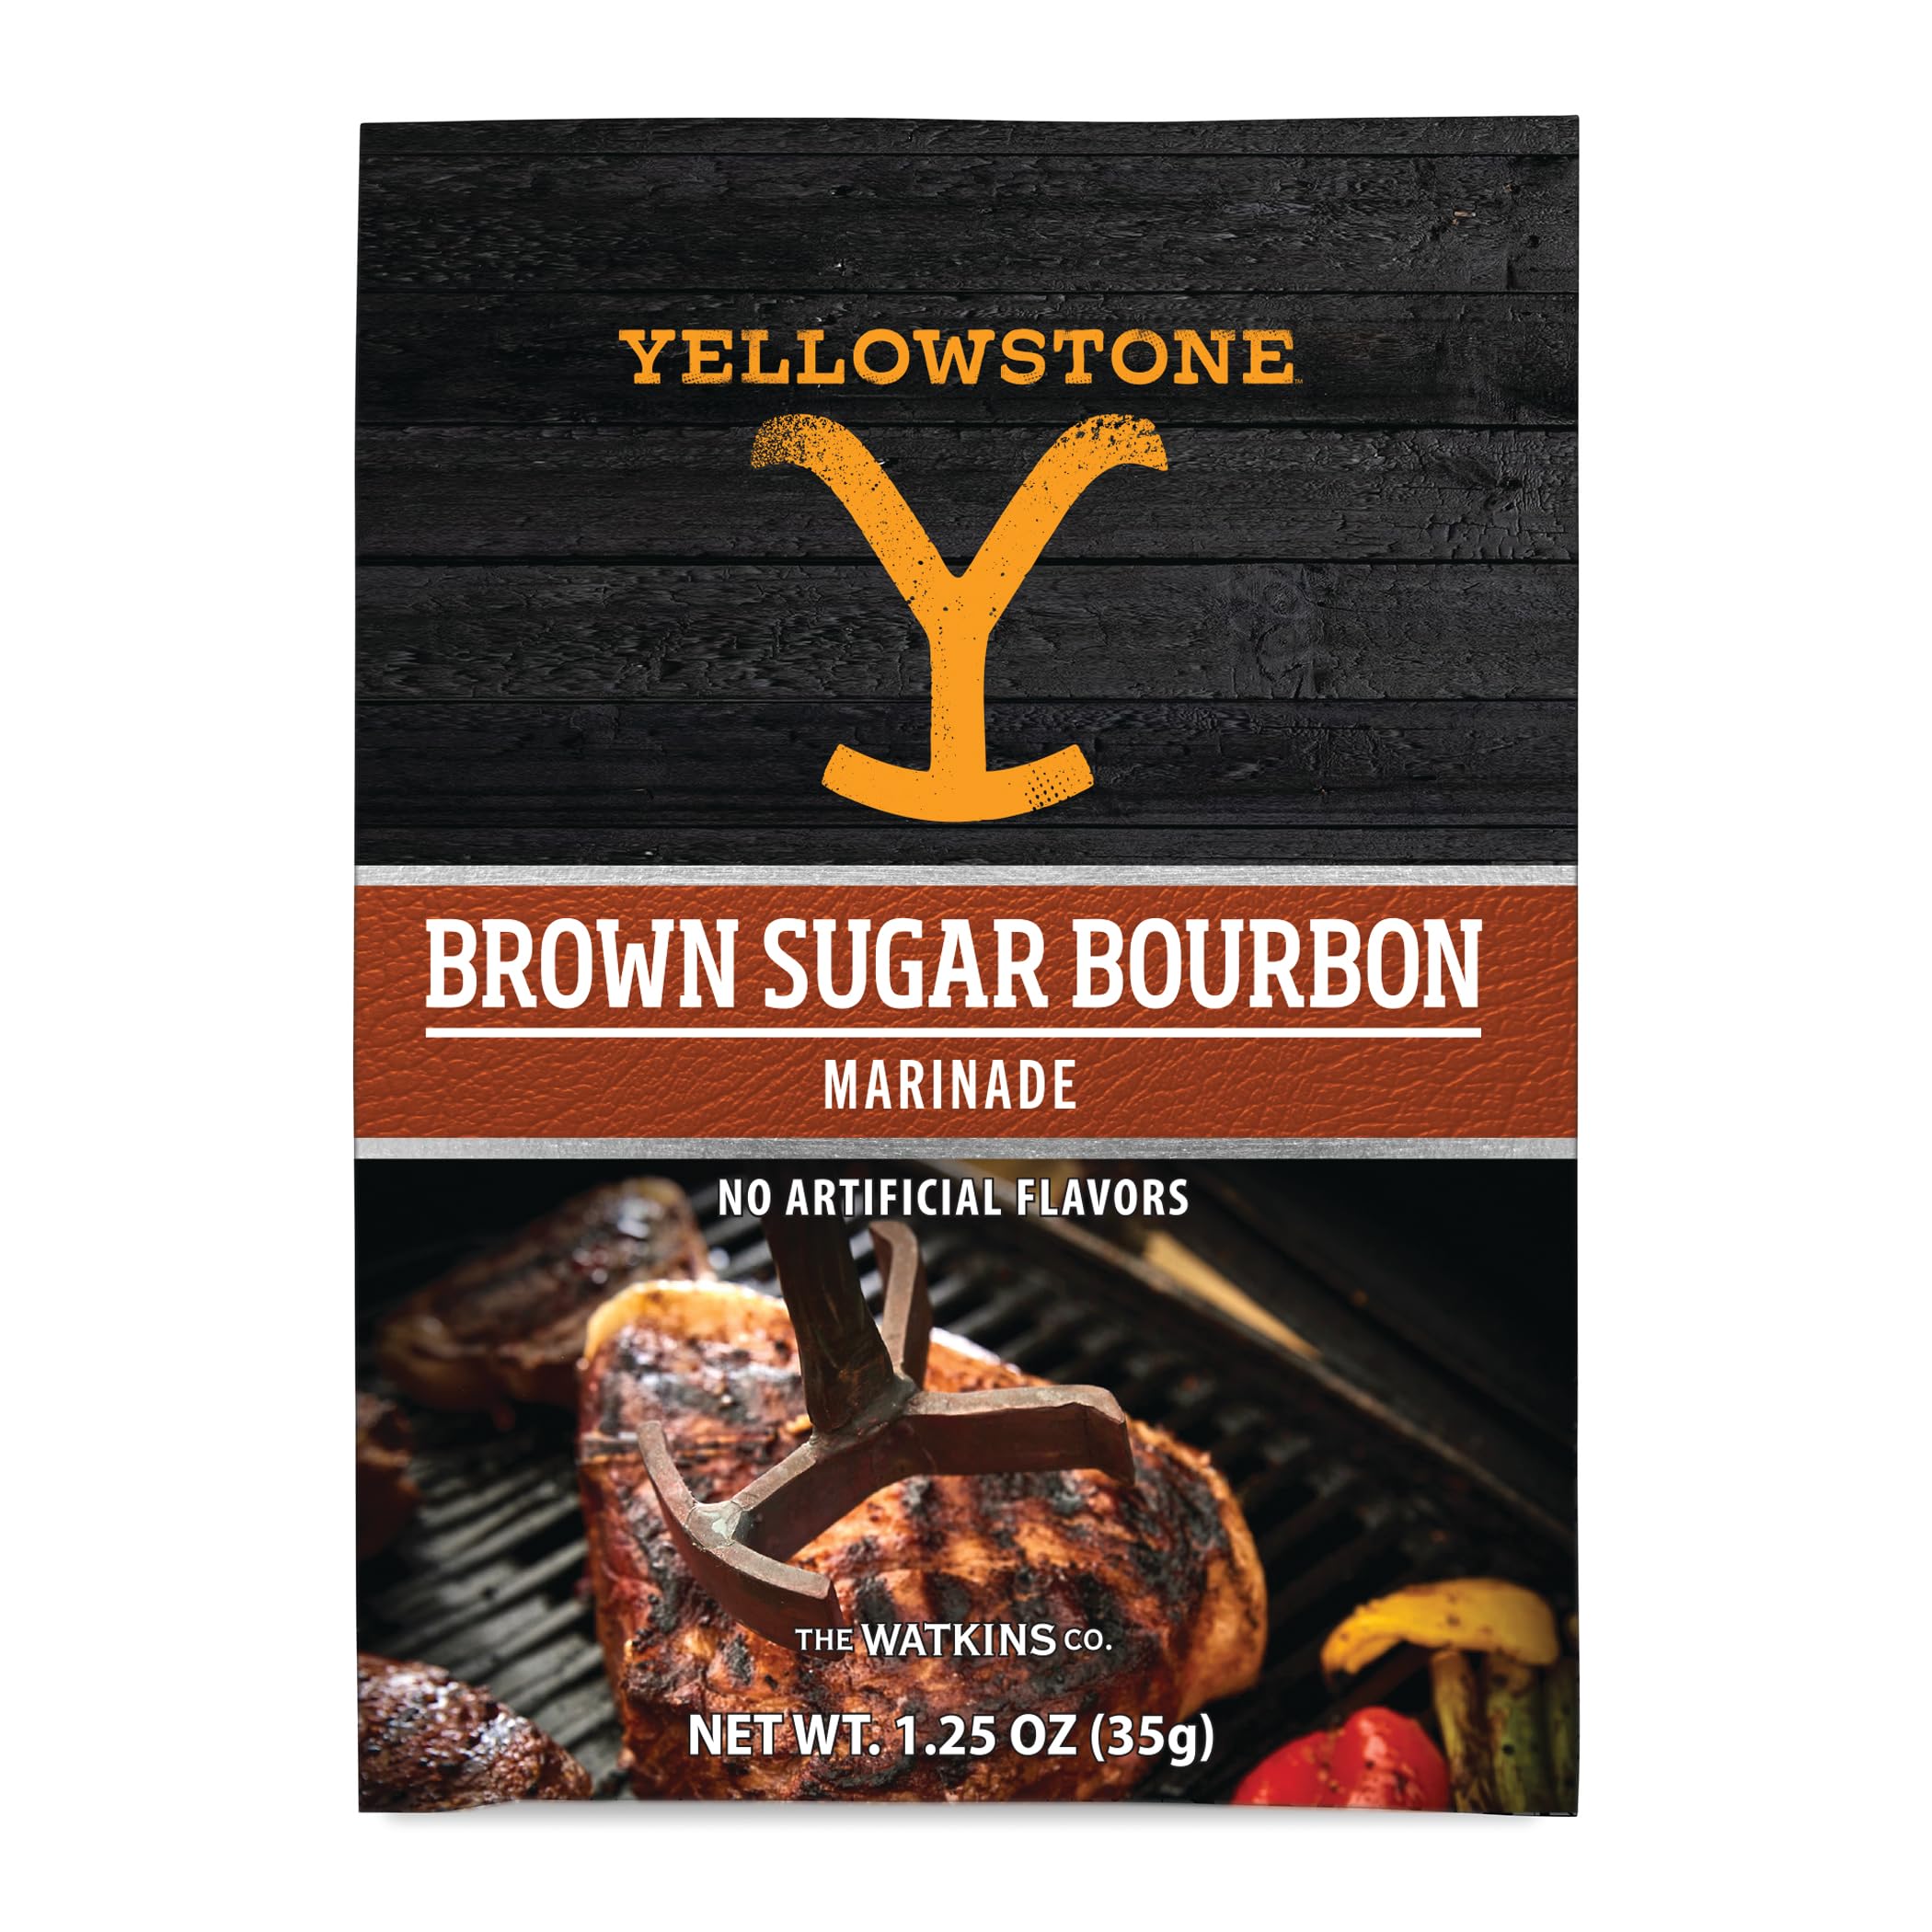 YELLOWSTONE
Y
BROWN SUGAR BOURBON
MARINADE
NO ARTIFICIAL FLAVORS
THE WATKINS CO.
NET WT. 1.25 OZ (35g)